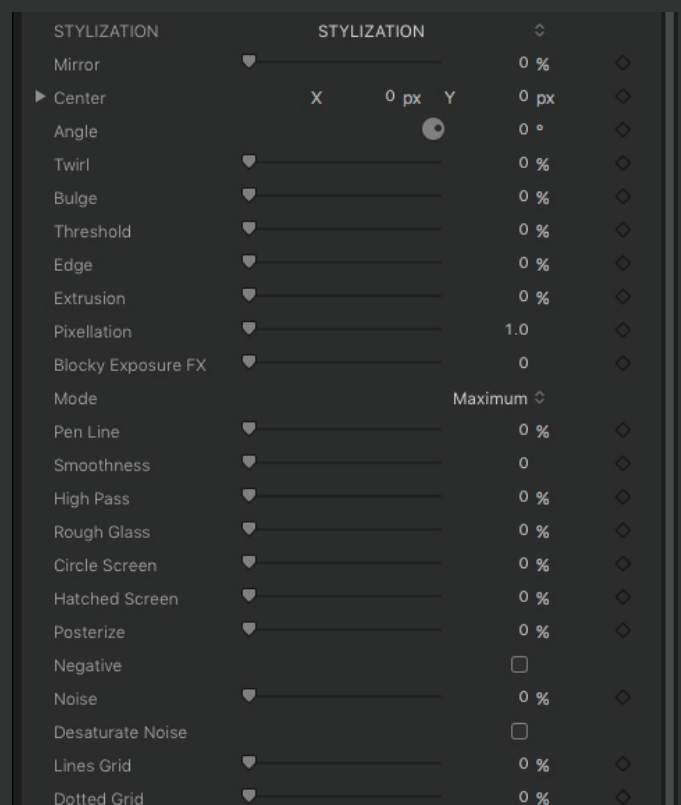 STYLIZATION STYLIZATION
Mirror 0 %
Center X 0 px Y 0 px
Angle 0 °
Twirl 0 %
Bulge 0 %
Threshold 0 %
Edge 0 %
Extrusion 0 %
Pixellation 1.0
Blocky Exposure FX 0
Mode Maximum
Pen Line 0 %
Smoothness 0
High Pass 0 %
Rough Glass 0 %
Circle Screen 0 %
Hatched Screen 0 %
Posterize 0 %
Negative
Noise 0 %
Desaturate Noise
Lines Grid 0 %
Dotted Grid 0 %